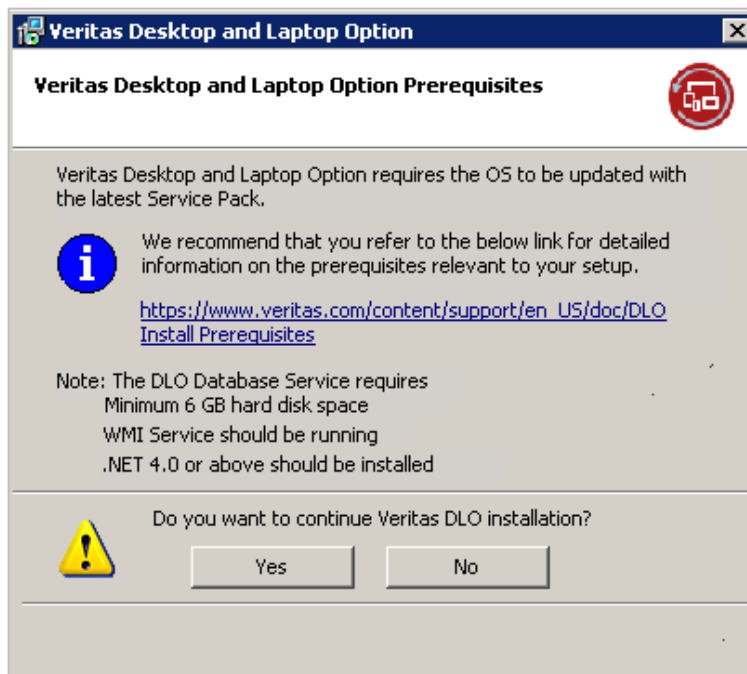 Veritas Desktop and Laptop Option
Veritas Desktop and Laptop Option Prerequisites
Veritas Desktop and Laptop Option requires the OS to be updated with
the latest Service Pack.
We recommend that you refer to the below link for detailed
information on the prerequisites relevant to your setup.
https://www.veritas.com/content/support/en_US/doc/DLO
Install Prerequisites
Note: The DLO Database Service requires
Minimum 6 GB hard disk space
WMI Service should be running
.NET 4.0 or above should be installed
Do you want to continue Veritas DLO installation?
Yes No